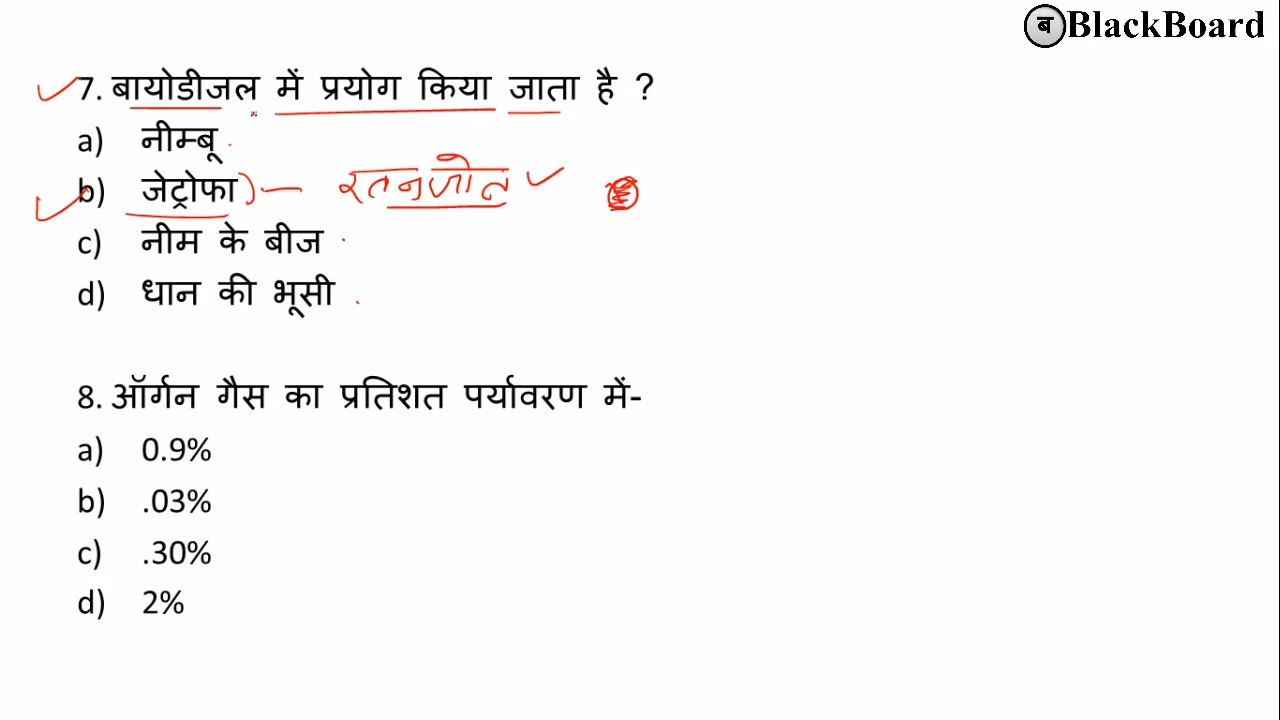 ब BlackBoard
7. बायोडीजल में प्रयोग किया जाता है ?
a) नीम्बू
b) जेट्रोफा ) — रतनजोत
c) नीम के बीज
d) धान की भूसी
8. ऑर्गन गैस का प्रतिशत पर्यावरण में-
a) 0.9%
b) .03%
c) .30%
d) 2%